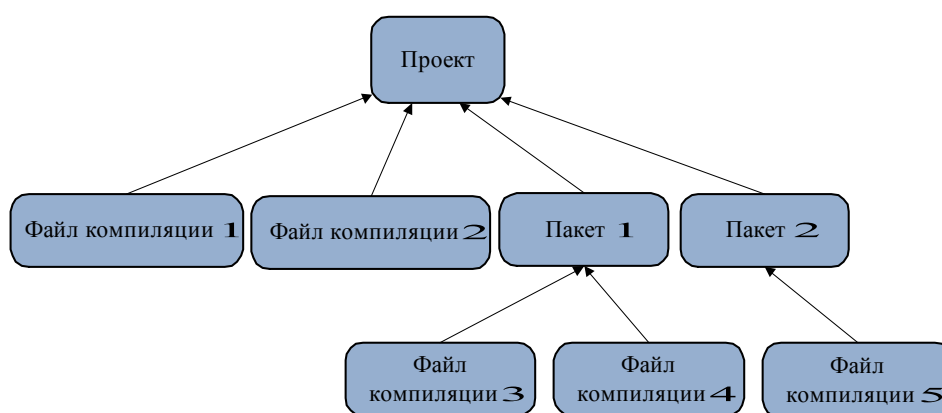 Проект
Файл компиляции 1
Файл компиляции 2
Пакет 1
Пакет 2
Файл
компиляции 3
Файл
компиляции 4
Файл
компиляции 5